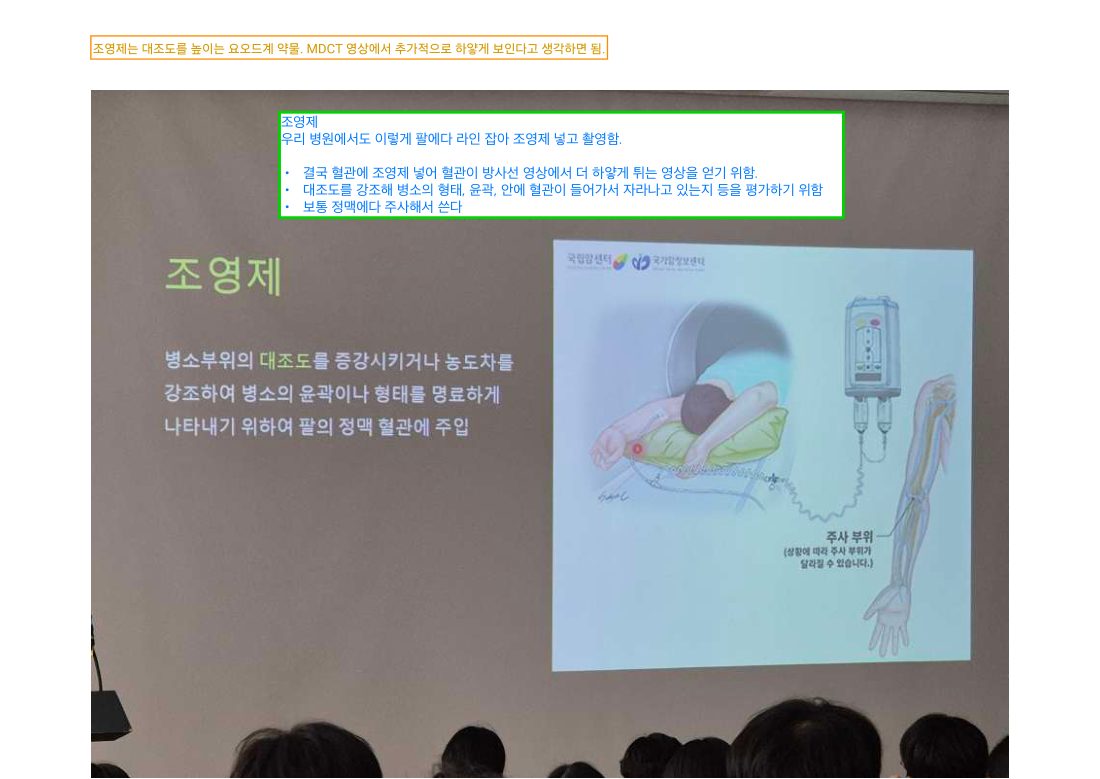 조영제는 대조도를 높이는 요오드계 약물. MDCT 영상에서 추가적으로 하얗게 보인다고 생각하면 됨.
조영제
우리 병원에서도 이렇게 팔에다 라인 잡아 조영제 넣고 촬영함.
• 결국 혈관에 조영제 넣어 혈관이 방사선 영상에서 더 하얗게 튀는 영상을 얻기 위함.
• 대조도를 강조해 병소의 형태, 윤곽, 안에 혈관이 들어가서 자라나고 있는지 등을 평가하기 위함
• 보통 정맥에다 주사해서 쓴다
조영제
병소부위의 대조도를 증강시키거나 농도차를
강조하여 병소의 윤곽이나 형태를 명료하게
나타내기 위하여 팔의 정맥 혈관에 주입
국립암센터 국가암정보센터
주사 부위
(상황에 따라 주사 부위가
달라질 수 있습니다.)